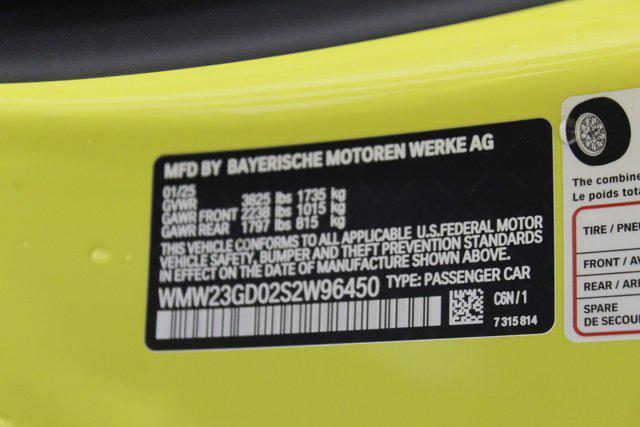 MFD BY BAYERISCHE MOTOREN WERKE AG
01/25
GVWR 3825 lbs 1735 kg
GAWR FRONT 2238 lbs 1015 kg
GAWR REAR 1797 lbs 815 kg
THIS VEHICLE CONFORMS TO ALL APPLICABLE U.S.FEDERAL MOTOR
VEHICLE SAFETY, BUMPER AND THEFT PREVENTION STANDARDS
IN EFFECT ON THE DATE OF MANUFACTURE SHOWN ABOVE.
WMW23GD02S2W96450 TYPE: PASSENGER CAR
C6N / 1
7 315 814
The combine
Le poids tota
TIRE / PNEU
FRONT / AV
REAR / ARR
SPARE
DE SECOU